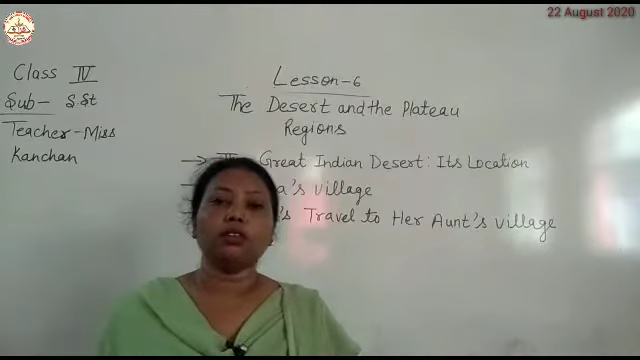 22 August 2020
Class IV
Sub- S.St
Teacher-Miss
Kanchan
Lesson-6
The Desert and the Plateau
Regions
→ Great Indian Desert: Its Location
village
Travel to Her Aunt's village